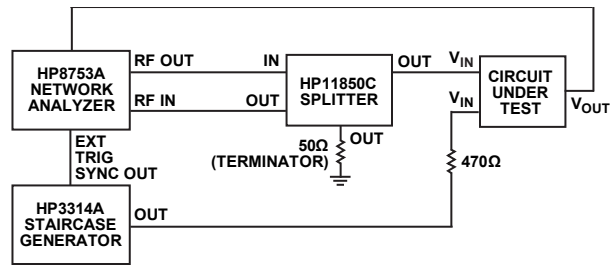 HP8753A
NETWORK
ANALYZER
RF OUT
RF IN
IN
OUT
HP11850C
SPLITTER
OUT
VIN
VIN
CIRCUIT
UNDER
TEST
VOUT
OUT
50Ω
(TERMINATOR)
470Ω
EXT
TRIG
SYNC OUT
HP3314A
STAIRCASE
GENERATOR
OUT